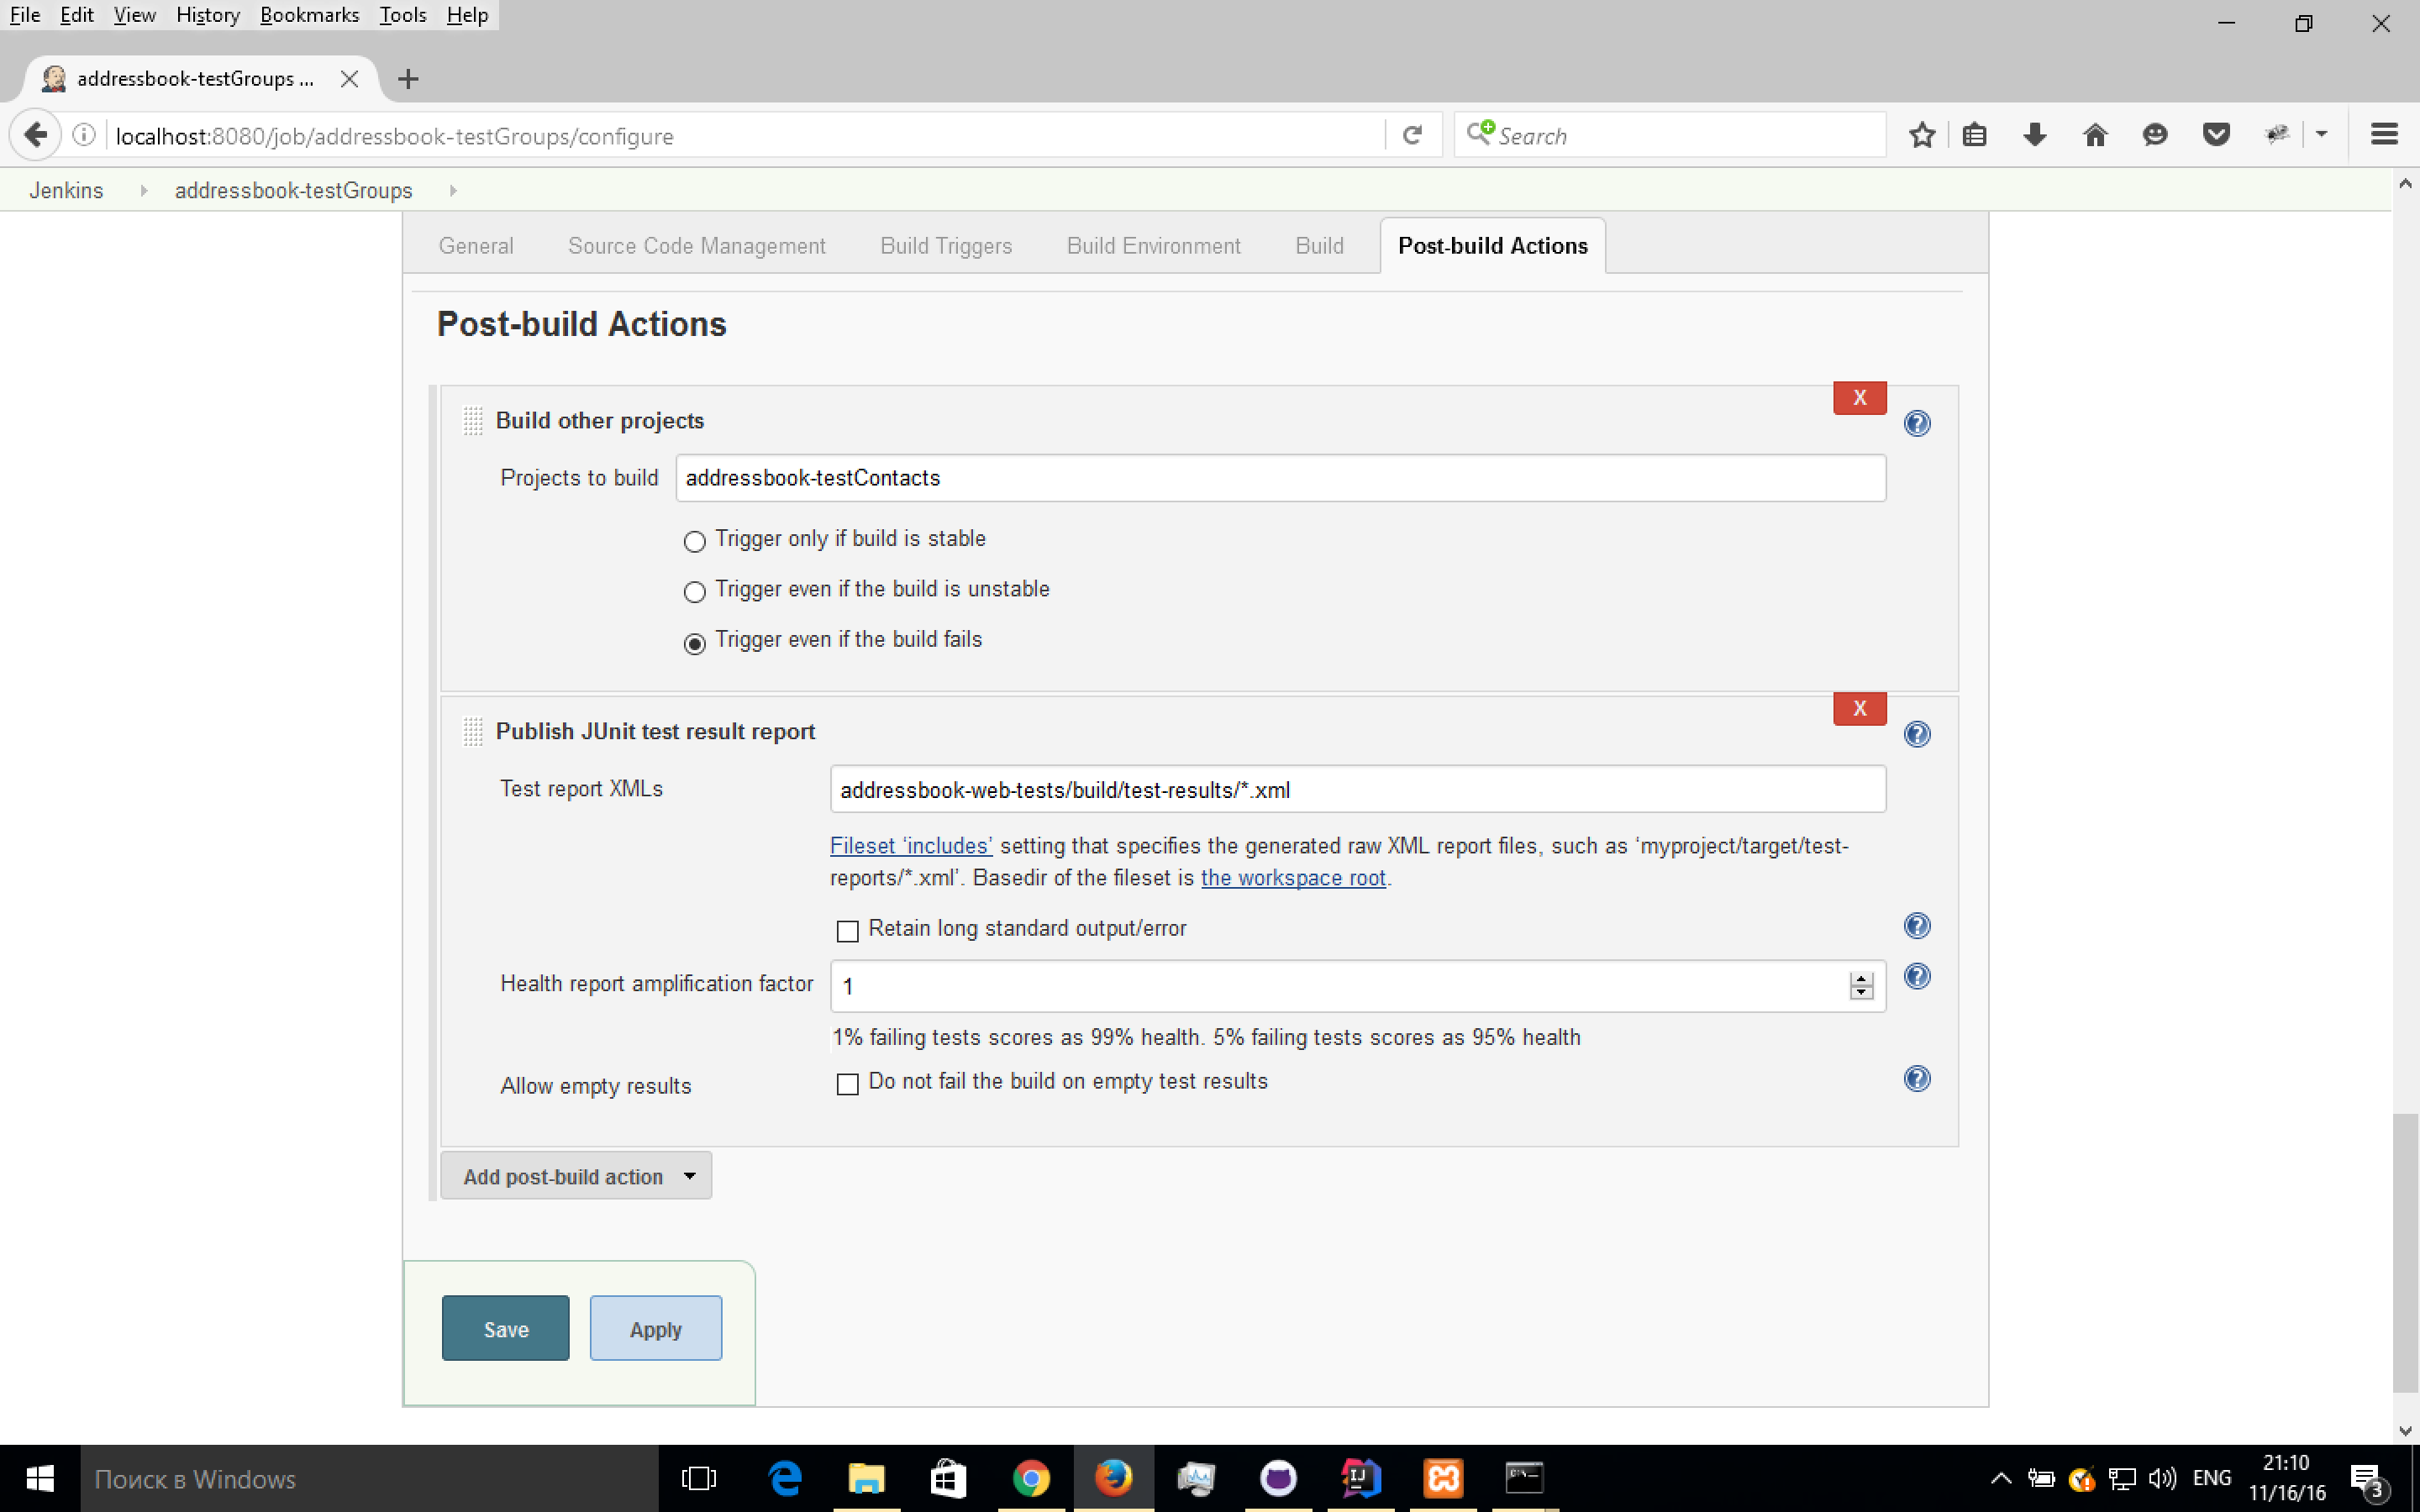 File Edit View History Bookmarks Tools Help
addressbook-testGroups ...
localhost:8080/job/addressbook-testGroups/configure
Search
Jenkins addressbook-testGroups
General Source Code Management Build Triggers Build Environment Build Post-build Actions
Post-build Actions
X
Build other projects
Projects to build addressbook-testContacts
Trigger only if build is stable
Trigger even if the build is unstable
Trigger even if the build fails
X
Publish JUnit test result report
Test report XMLs addressbook-web-tests/build/test-results/*.xml
Fileset ‘includes’ setting that specifies the generated raw XML report files, such as ‘myproject/target/test-
reports/*.xml’. Basedir of the fileset is the workspace root.
Retain long standard output/error
Health report amplification factor 1
1% failing tests scores as 99% health. 5% failing tests scores as 95% health
Allow empty results Do not fail the build on empty test results
Add post-build action
Save Apply
Поиск в Windows
ENG
21:10
11/16/16
3